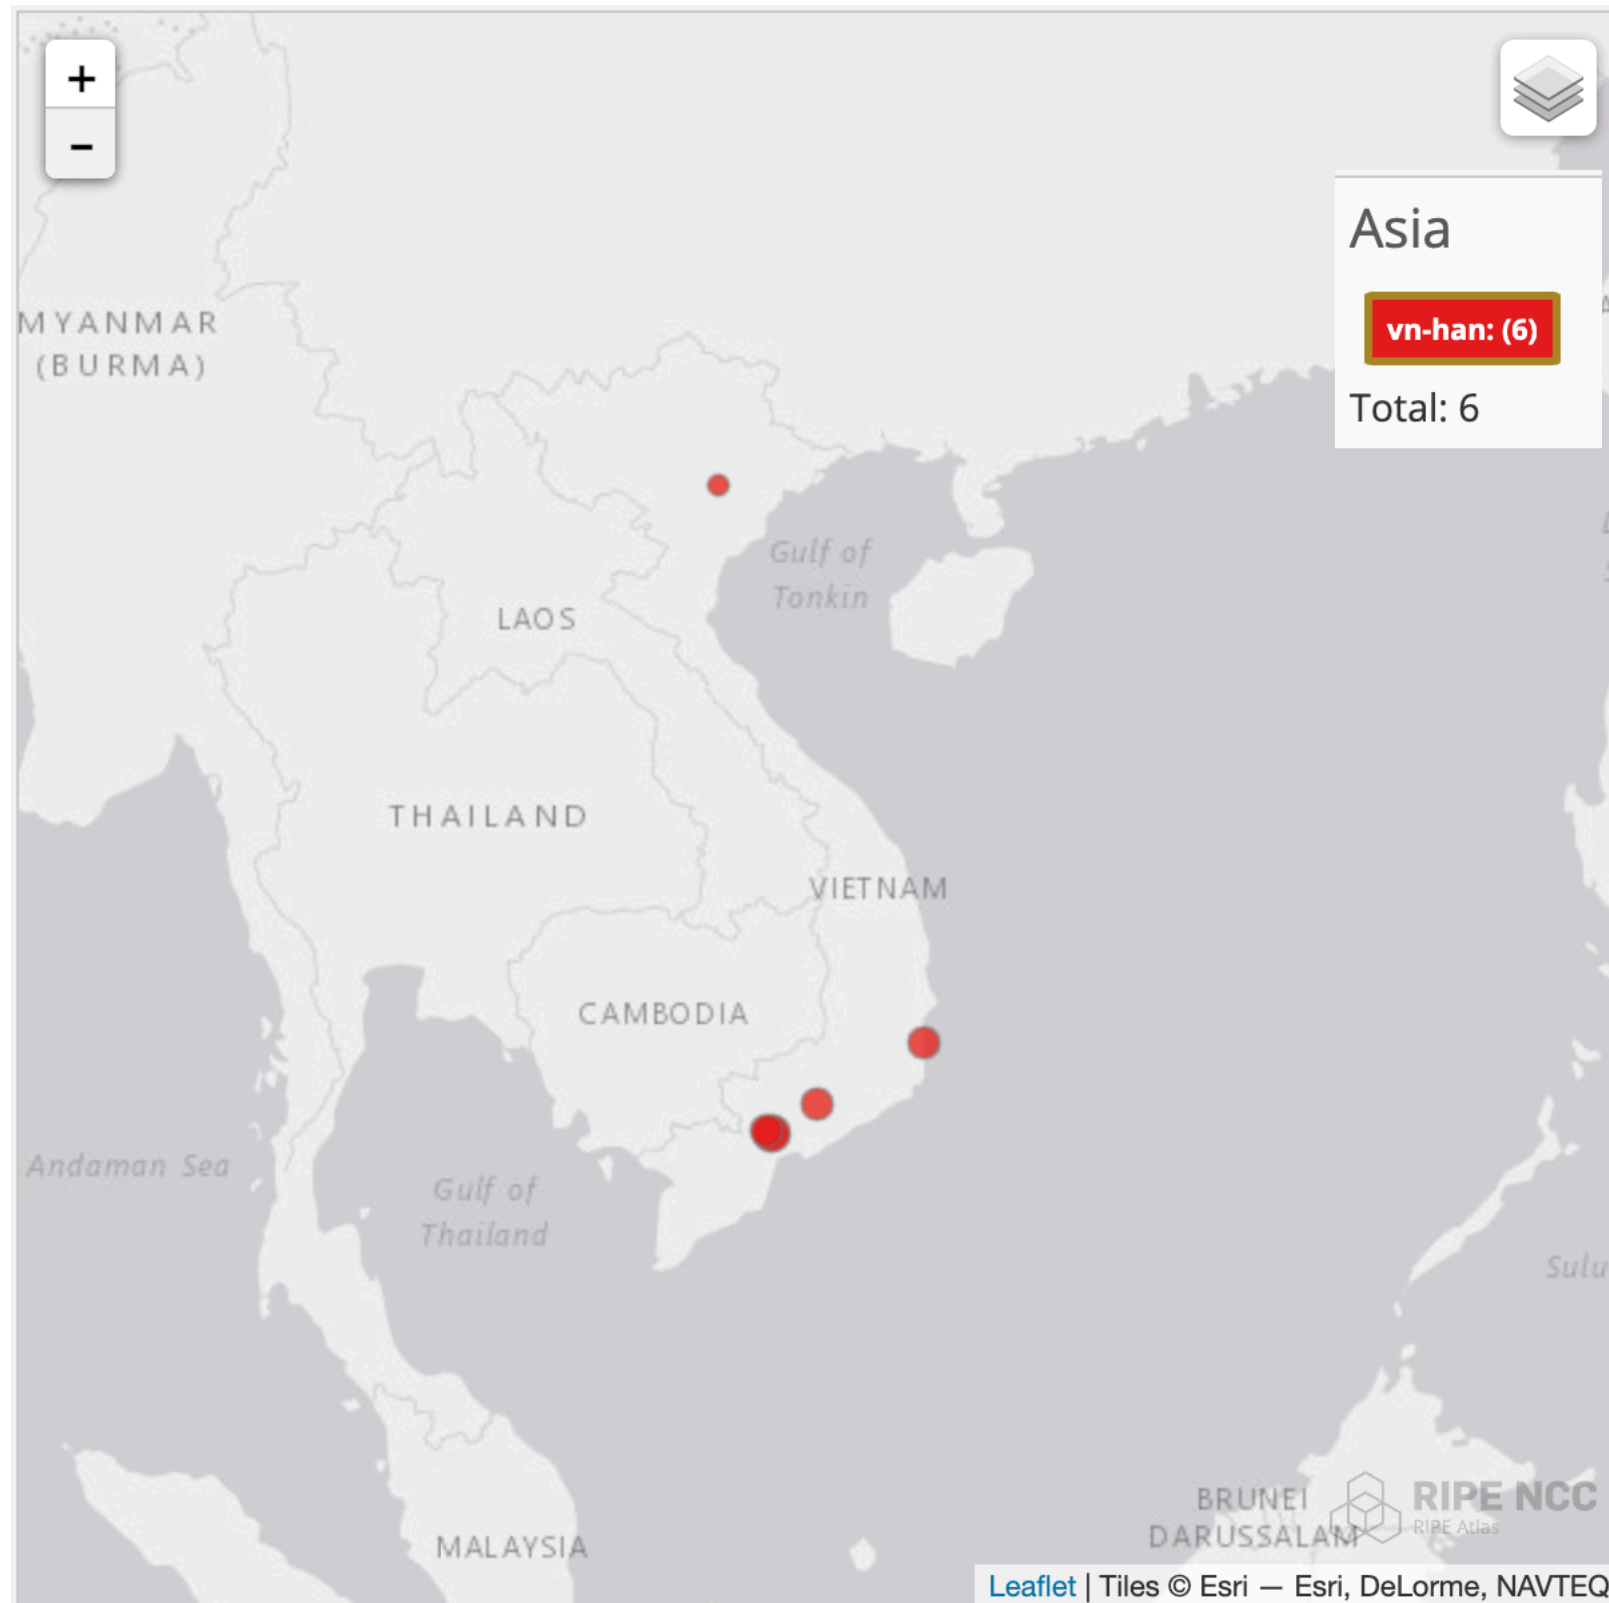 +
−
Asia
vn-han: (6)
Total: 6
MYANMAR
(BURMA)
Gulf of
Tonkin
LAOS
THAILAND
VIETNAM
CAMBODIA
Andaman Sea
Gulf of
Thailand
Sulu
BRUNEI
DARUSSALAM
RIPE NCC
RIPE Atlas
MALAYSIA
Leaflet | Tiles © Esri — Esri, DeLorme, NAVTEQ